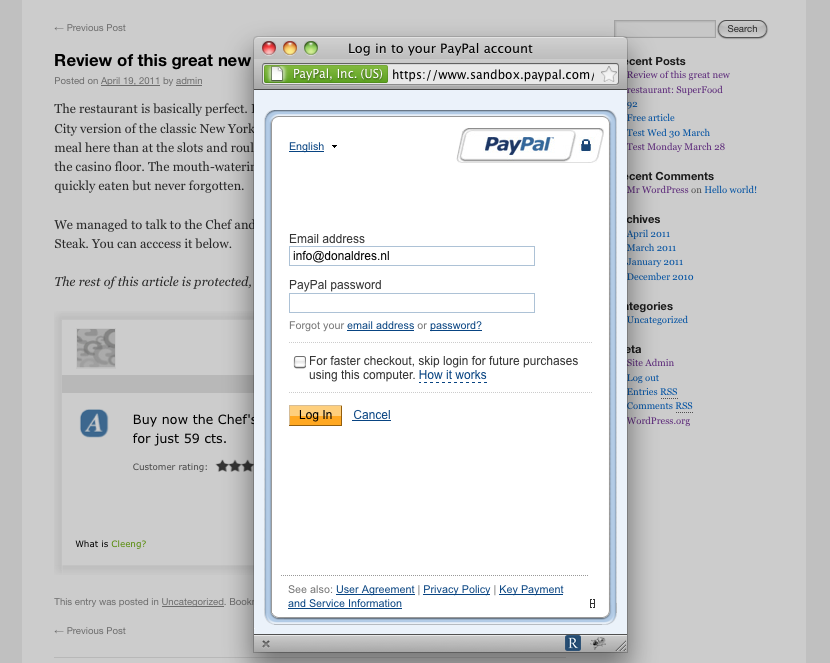 ← Previous Post
Search
Review of this great new
Posted on April 19, 2011 by admin
The restaurant is basically perfect.
City version of the classic New York
meal here than at the slots and roul
the casino floor. The mouth-waterin
quickly eaten but never forgotten.
We managed to talk to the Chef and
Steak. You can acccess it below.
The rest of this article is protected,
A
Buy now the Chef's
for just 59 cts.
Customer rating: ★★★
What is Cleeng?
This entry was posted in Uncategorized. Bookr
← Previous Post
Log in to your PayPal account
PayPal, Inc. (US) https://www.sandbox.paypal.com/
English
PayPal
Email address
info@donaldres.nl
PayPal password
Forgot your email address or password?
For faster checkout, skip login for future purchases
using this computer. How it works
Log In Cancel
See also: User Agreement | Privacy Policy | Key Payment
and Service Information
R
ecent Posts
Review of this great new
restaurant: SuperFood
92
Free article
Test Wed 30 March
Test Monday March 28
ecent Comments
Mr WordPress on Hello world!
chives
April 2011
March 2011
January 2011
December 2010
tegories
Uncategorized
eta
Site Admin
Log out
Entries RSS
Comments RSS
WordPress.org